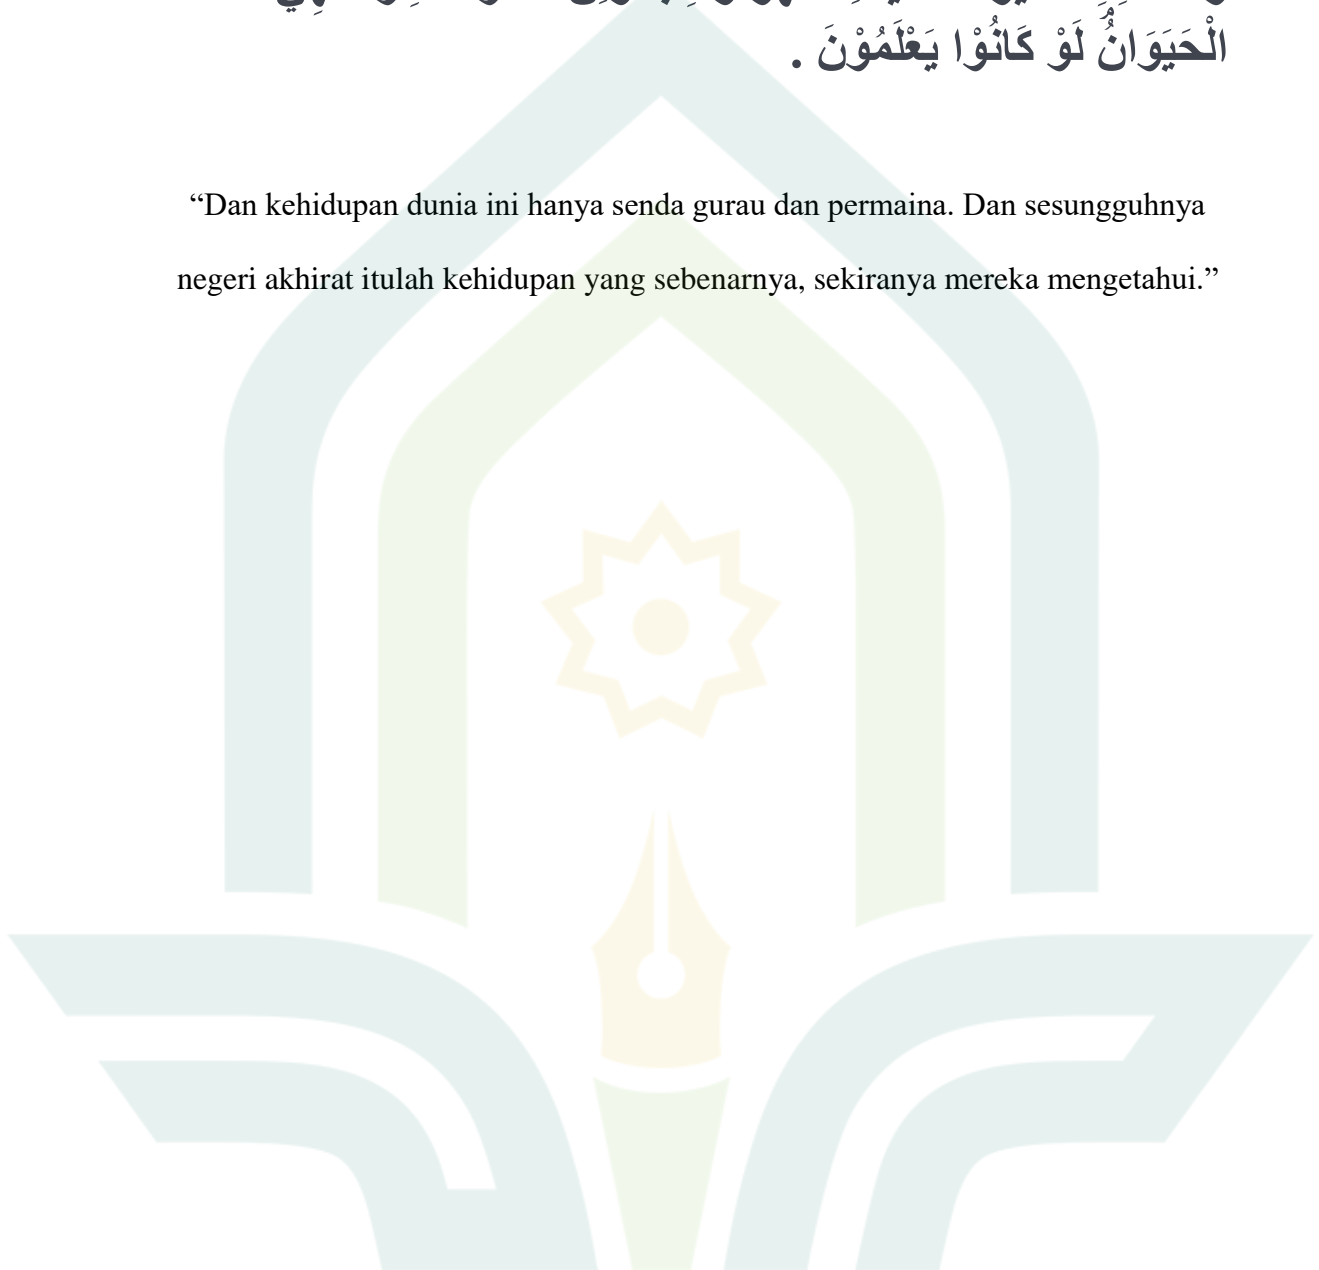 الْحَيَوَانُۘ لَوْ كَانُوْا يَعْلَمُوْنَ .
“Dan kehidupan dunia ini hanya senda gurau dan permaina. Dan sesungguhnya
negeri akhirat itulah kehidupan yang sebenarnya, sekiranya mereka mengetahui.”